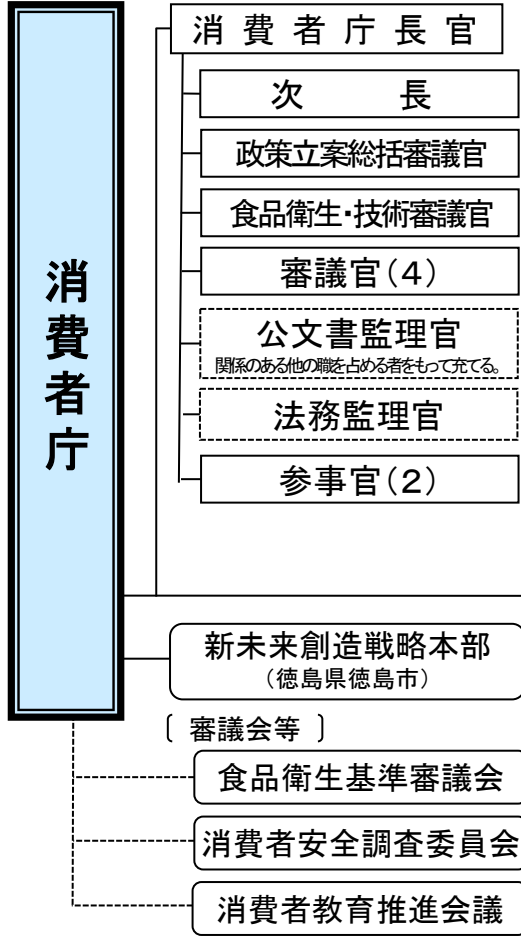 消費者庁
消費者庁長官
次長
政策立案総括審議官
食品衛生・技術審議官
審議官(4)
公文書監理官
関係のある他の職を占める者をもって充てる。
法務監理官
参事官(2)
新未来創造戦略本部
(徳島県徳島市)
〔 審議会等 〕
食品衛生基準審議会
消費者安全調査委員会
消費者教育推進会議